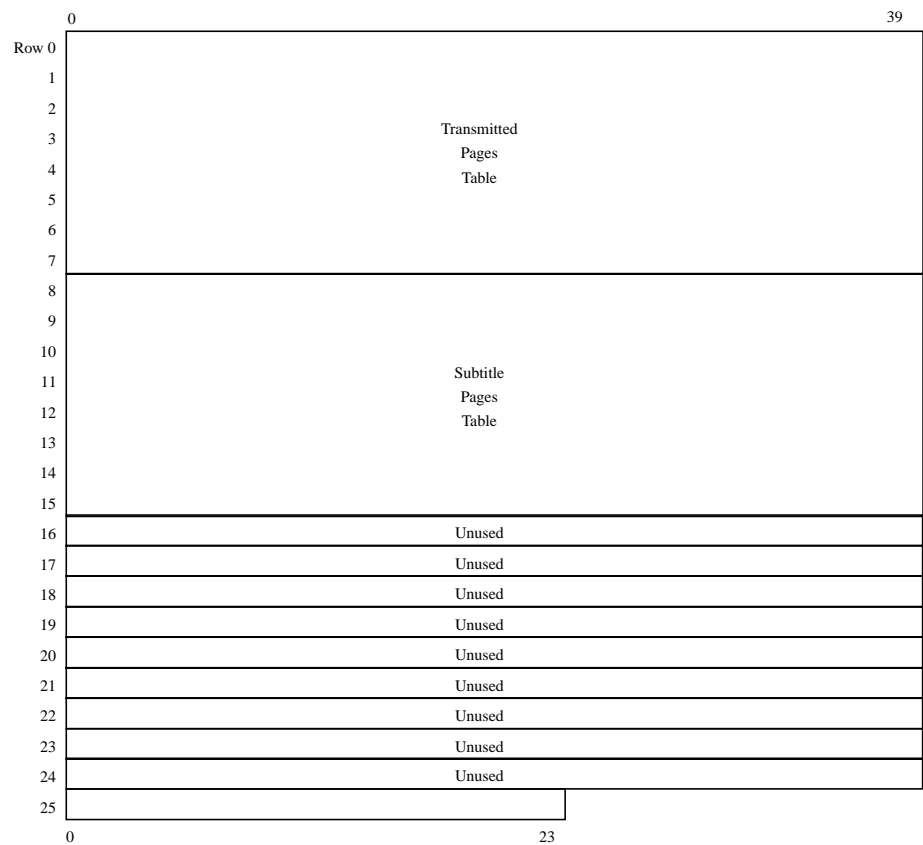 0 39
Row 0
1
2
3
Transmitted
Pages
Table
4
5
6
7
8
9
10
11
Subtitle
Pages
Table
12
13
14
15
16 Unused
17 Unused
18 Unused
19 Unused
20 Unused
21 Unused
22 Unused
23 Unused
24 Unused
25
0 23